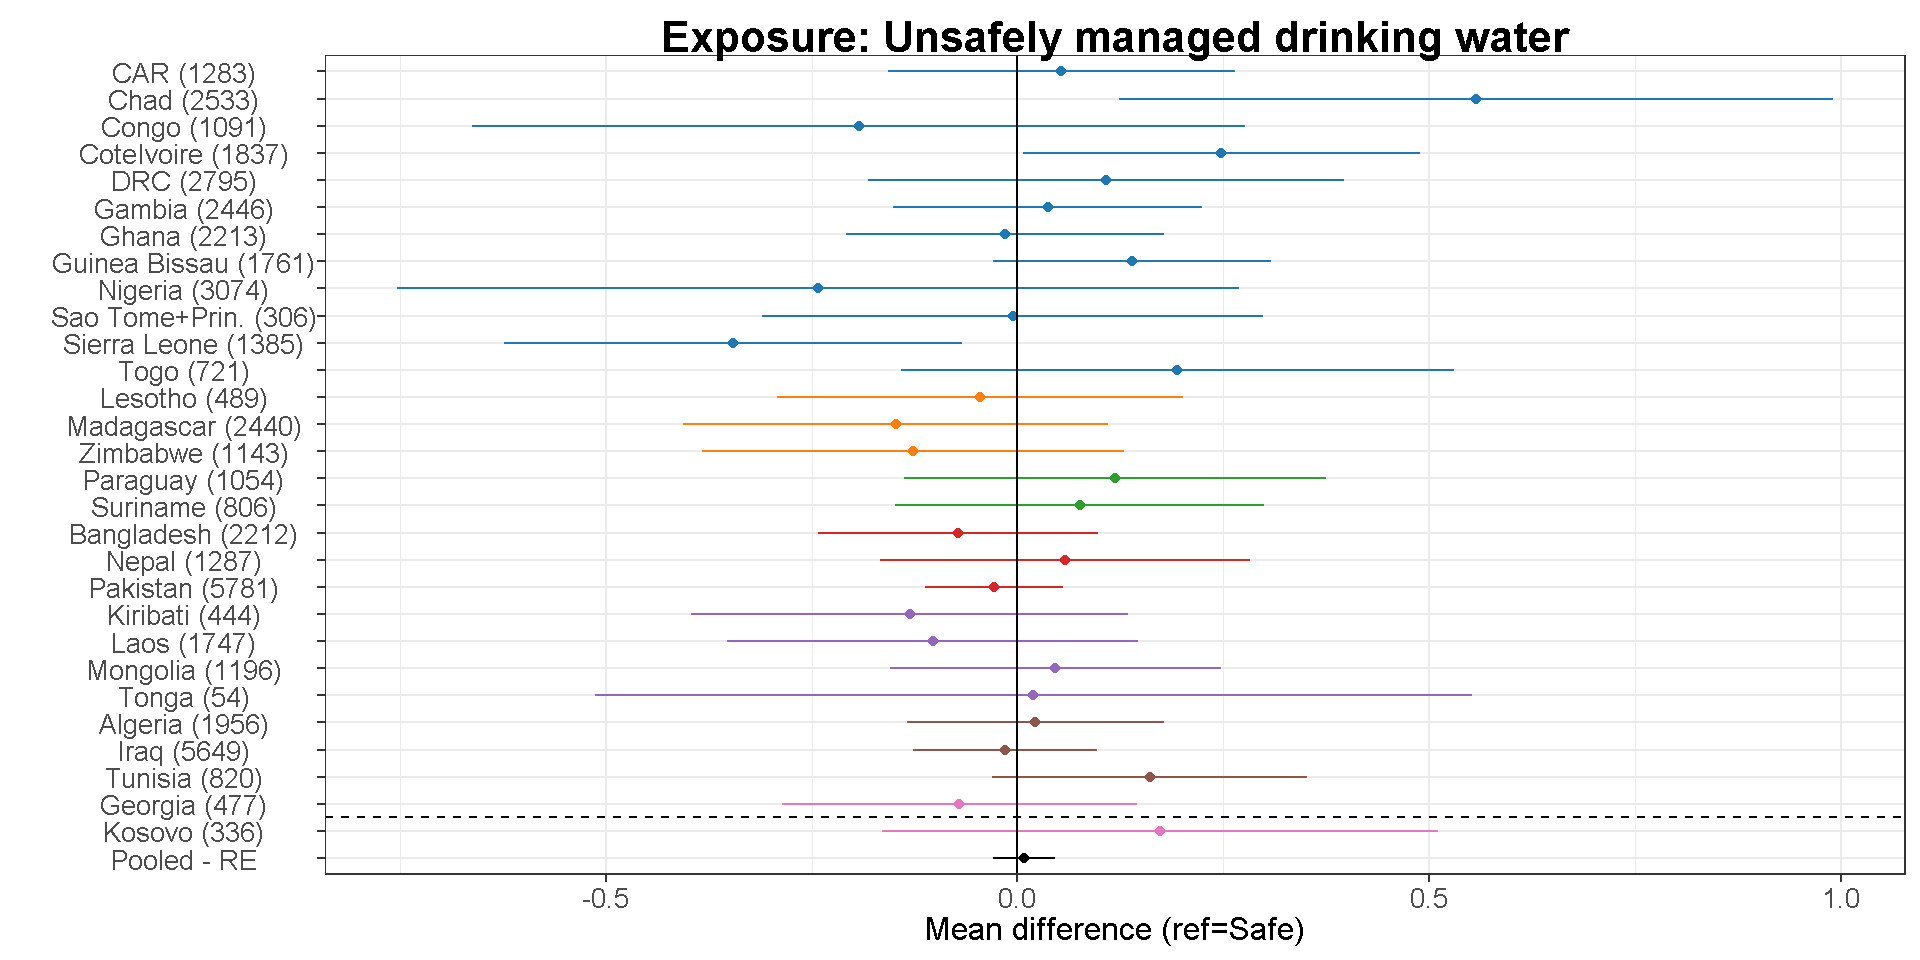 Exposure: Unsafely managed drinking water
CAR (1283)
Chad (2533)
Congo (1091)
CoteIvoire (1837)
DRC (2795)
Gambia (2446)
Ghana (2213)
Guinea Bissau (1761)
Nigeria (3074)
Sao Tome+Prin. (306)
Sierra Leone (1385)
Togo (721)
Lesotho (489)
Madagascar (2440)
Zimbabwe (1143)
Paraguay (1054)
Suriname (806)
Bangladesh (2212)
Nepal (1287)
Pakistan (5781)
Kiribati (444)
Laos (1747)
Mongolia (1196)
Tonga (54)
Algeria (1956)
Iraq (5649)
Tunisia (820)
Georgia (477)
Kosovo (336)
Pooled - RE
-0.5 0.0 0.5 1.0
Mean difference (ref=Safe)